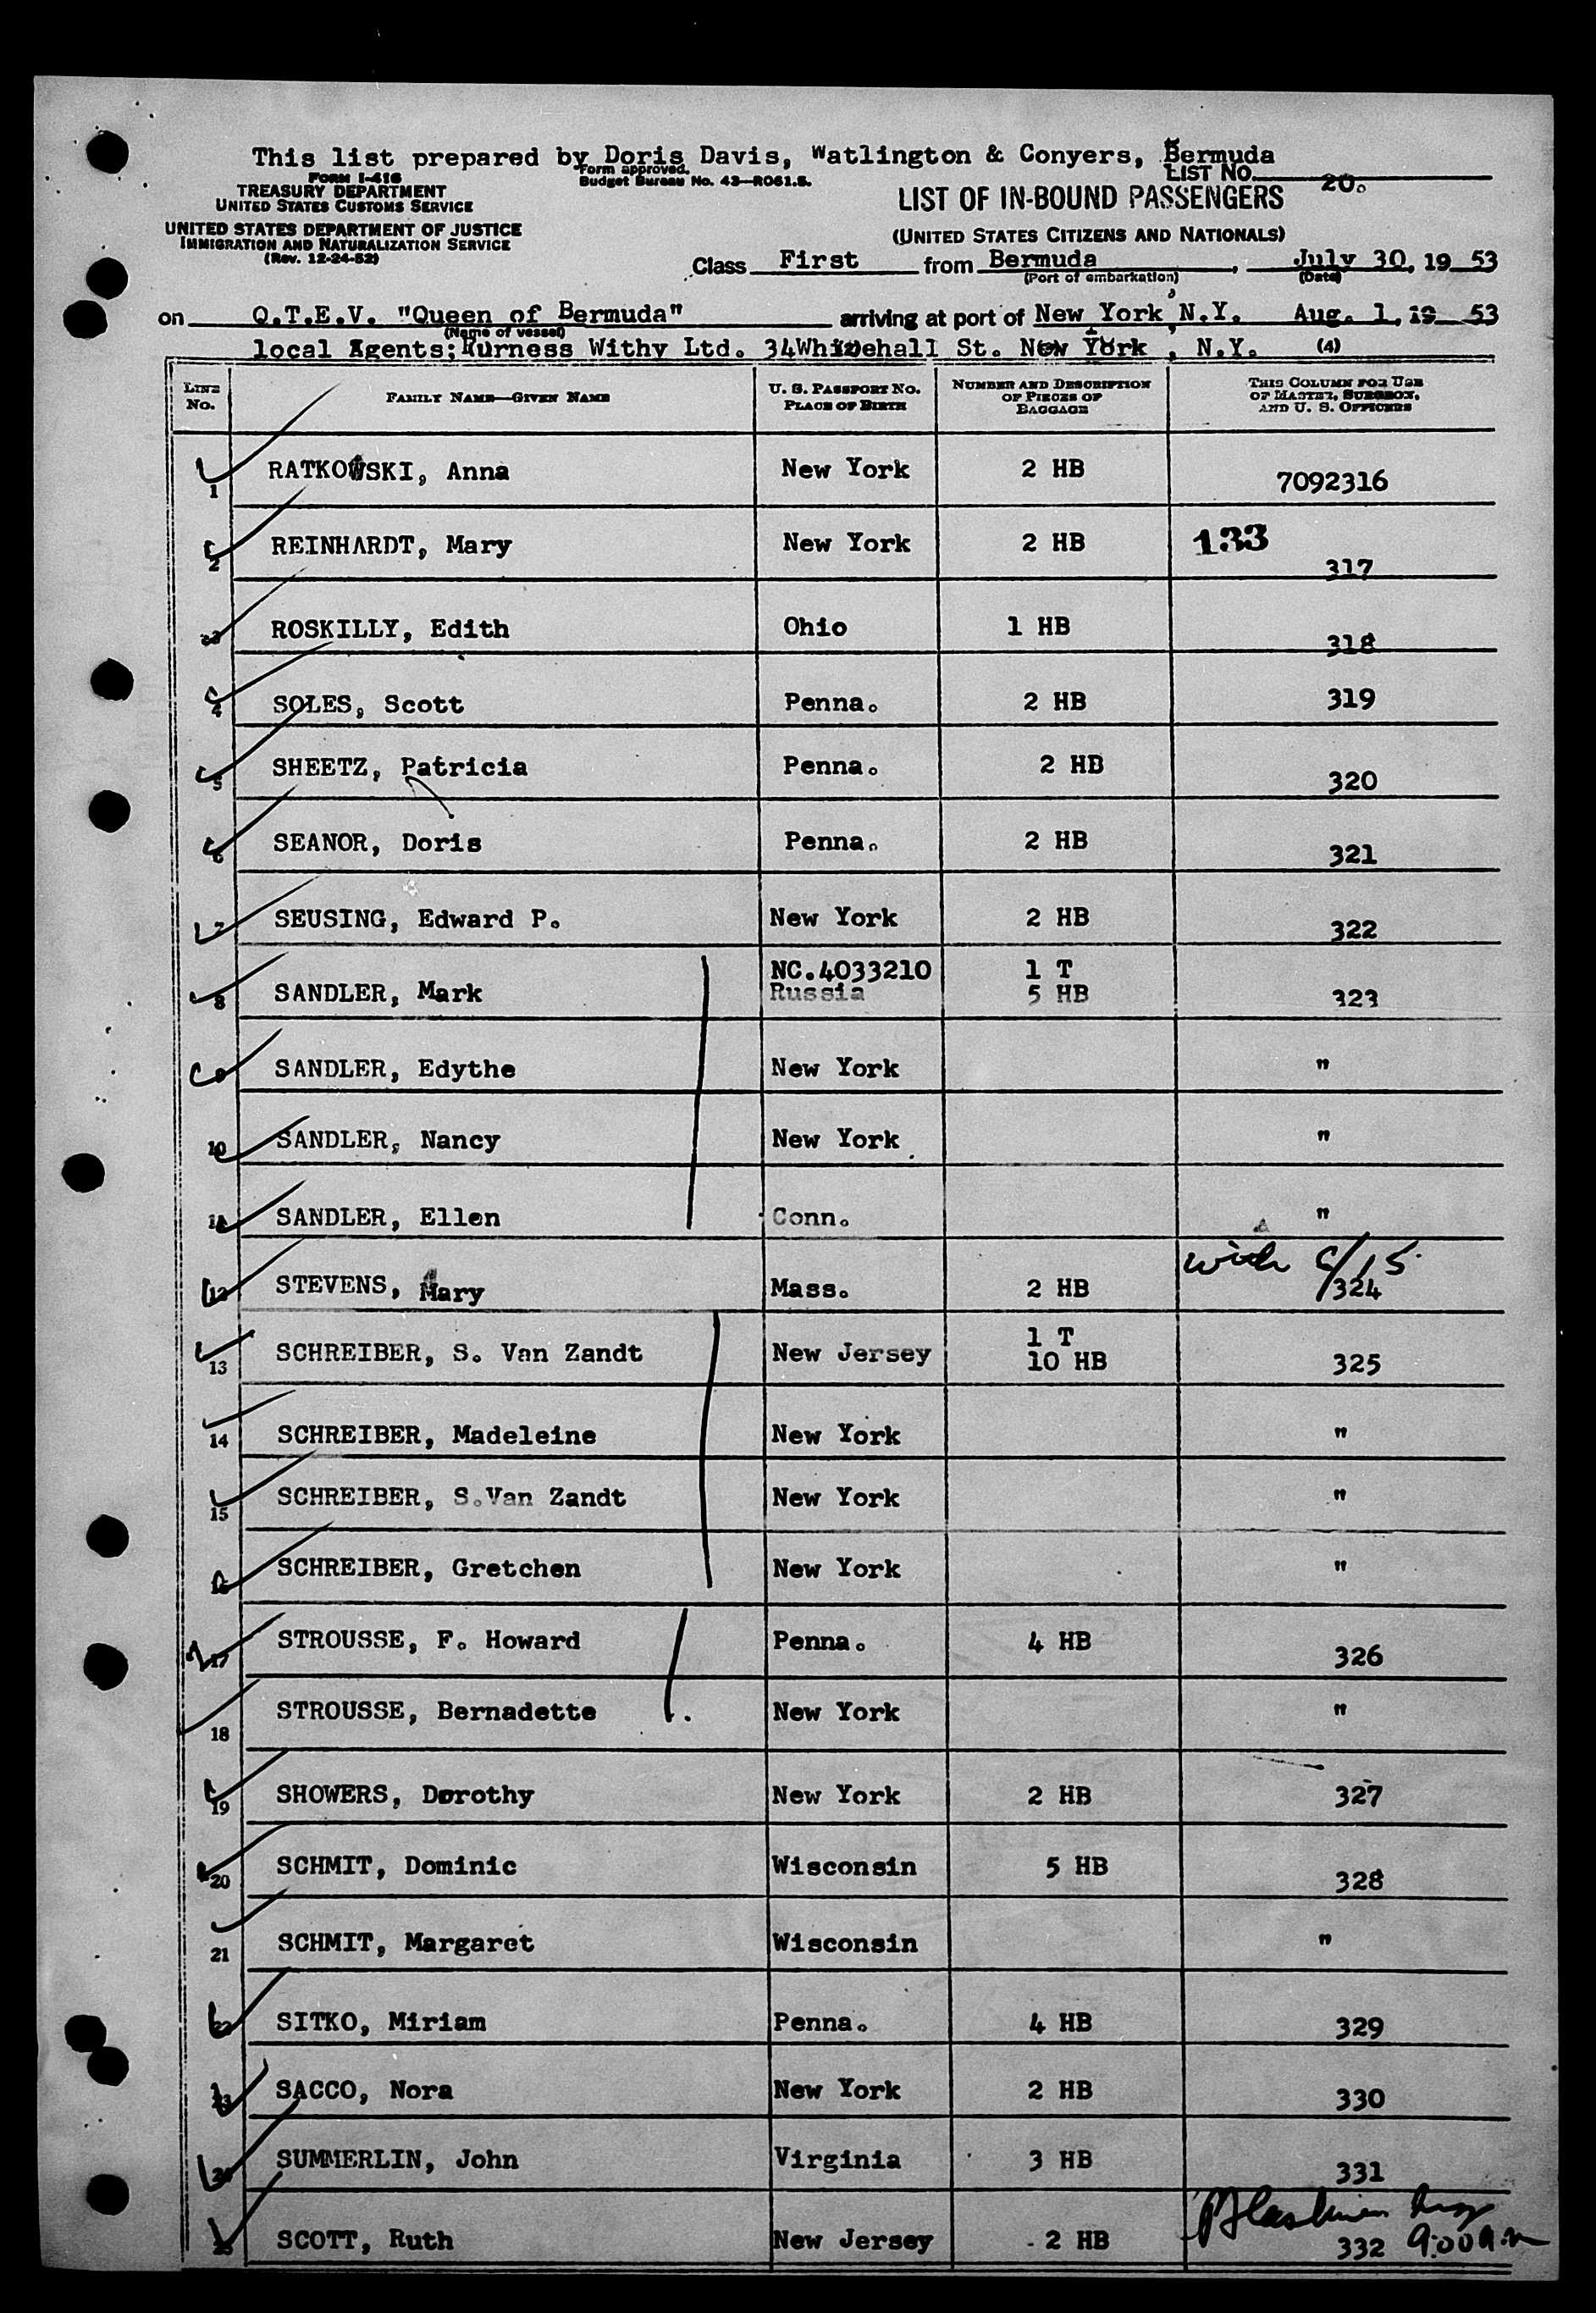 This list prepared by Doris Davis, Watlington & Conyers, Bermuda
FORM I-416
TREASURY DEPARTMENT
UNITED STATES CUSTOMS SERVICE
Form approved.
Budget Bureau No. 43-R061.5.
LIST NO. 20.
LIST OF IN-BOUND PASSENGERS
UNITED STATES DEPARTMENT OF JUSTICE
IMMIGRATION AND NATURALIZATION SERVICE
(Rev. 12-24-52)
(UNITED STATES CITIZENS AND NATIONALS)
Class First from Bermuda, July 30, 19 53
(Port of embarkation) (Date)
on Q.T.E.V. "Queen of Bermuda" arriving at port of New York, N.Y. Aug. 1, 19 53
(Name of vessel)
local Agents; Furness Withy Ltd. 34 Whitehall St. New York, N.Y. (4)
LINE No. FAMILY NAME—GIVEN NAME U. S. PASSPORT No. PLACE OF BIRTH NUMBER AND DESCRIPTION OF PIECES OF BAGGAGE THIS COLUMN FOR USE OF MASTER, SURGEON, AND U. S. OFFICERS
1 RATKOWSKI, Anna New York 2 HB 7092316
2 REINHARDT, Mary New York 2 HB 133 317
3 ROSKILLY, Edith Ohio 1 HB 318
4 SOLES, Scott Penna. 2 HB 319
5 SHEETZ, Patricia Penna. 2 HB 320
6 SEANOR, Doris Penna. 2 HB 321
7 SEUSING, Edward P. New York 2 HB 322
NC.4033210 1 T
8 SANDLER, Mark Russia 5 HB 323
9 SANDLER, Edythe New York "
10 SANDLER, Nancy New York "
11 SANDLER, Ellen Conn. "
with C/15
12 STEVENS, Mary Mass. 2 HB 324
1 T
13 SCHREIBER, S. Van Zandt New Jersey 10 HB 325
14 SCHREIBER, Madeleine New York "
15 SCHREIBER, S.Van Zandt New York "
16 SCHREIBER, Gretchen New York "
17 STROUSSE, F. Howard Penna. 4 HB 326
18 STROUSSE, Bernadette New York "
19 SHOWERS, Dorothy New York 2 HB 327
20 SCHMIT, Dominic Wisconsin 5 HB 328
21 SCHMIT, Margaret Wisconsin "
22 SITKO, Miriam Penna. 4 HB 329
23 SACCO, Nora New York 2 HB 330
24 SUMMERLIN, John Virginia 3 HB 331
25 SCOTT, Ruth New Jersey 2 HB 332 9:00 a.m